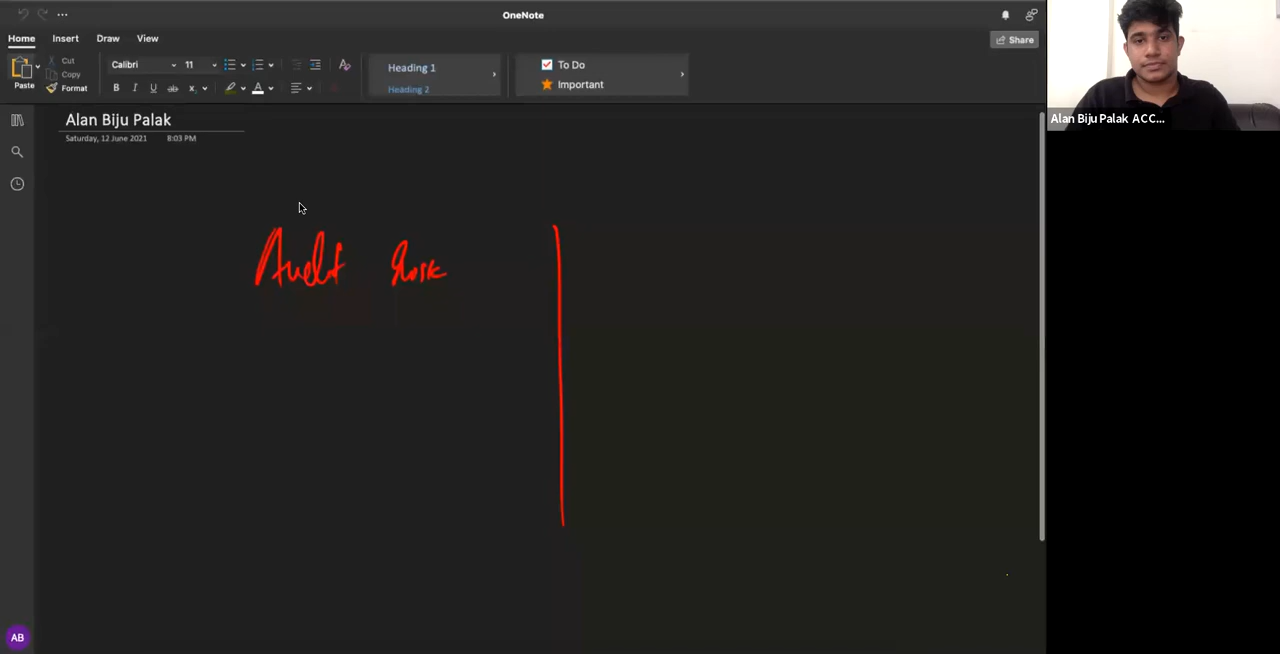 OneNote
Home Insert Draw View
Share
Paste
Cut
Copy
Format
Calibri 11
B I U ab x A
Heading 1
Heading 2
To Do
Important
Alan Biju Palak
Saturday, 12 June 2021 8:03 PM
Audit Risk
AB
Alan Biju Palak ACC...